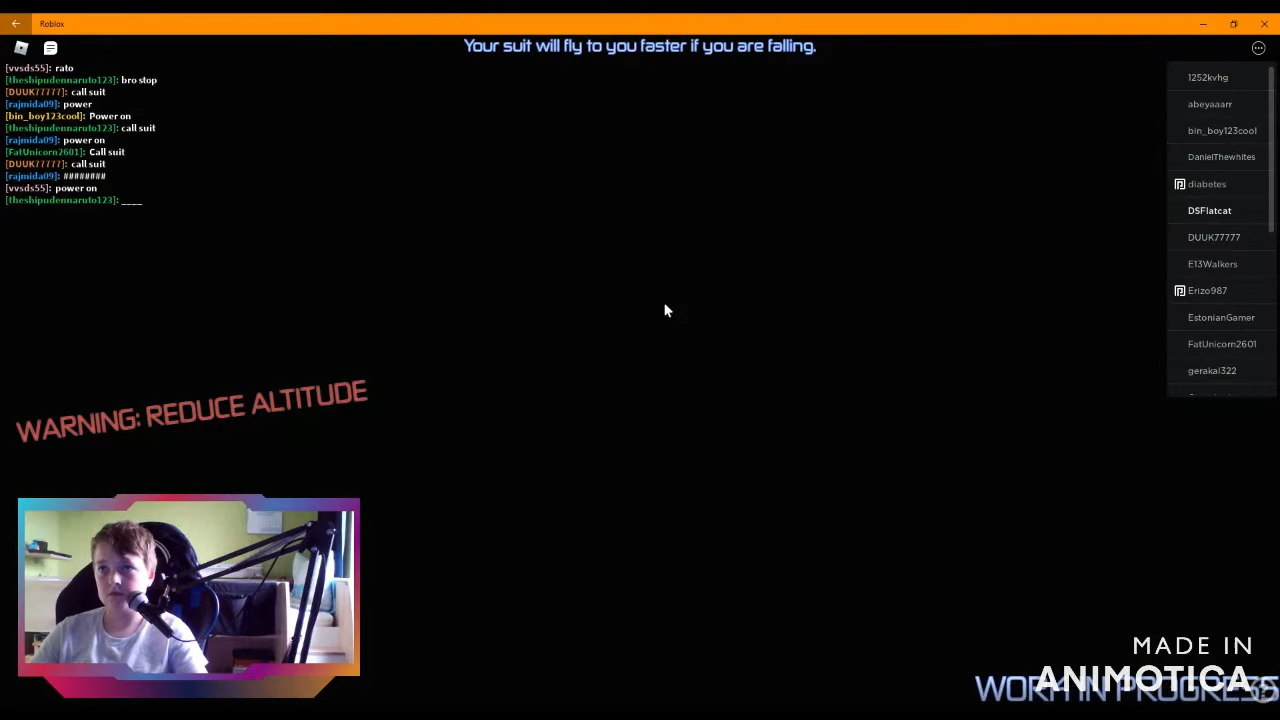 Roblox
Your suit will fly to you faster if you are falling.
[vvsds55]: rato
[theshipudennaruto123]: bro stop
[DUUK77777]: call suit
[rajmida09]: power
[bin_boy123cool]: Power on
[theshipudennaruto123]: call suit
[rajmida09]: power on
[FatUnicorn2601]: Call suit
[DUUK77777]: call suit
[rajmida09]: ########
[vvsds55]: power on
[theshipudennaruto123]: ____
1252kvhg
abeyaaarr
bin_boy123cool
DanielThewhites
diabetes
DSFlatcat
DUUK77777
E13Walkers
Erizo987
EstonianGamer
FatUnicorn2601
gerakal322
WARNING: REDUCE ALTITUDE
MADE IN
ANIMOTICA
WORK IN PROGRESS